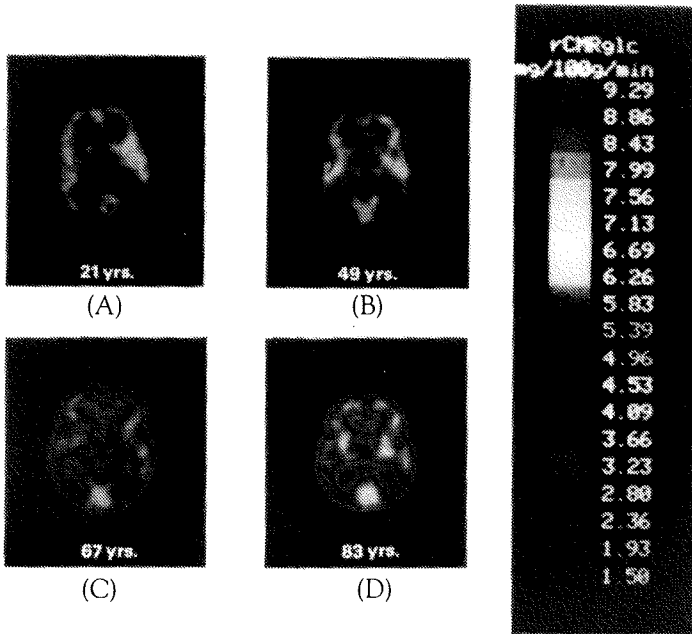 21 yrs.
(A)
49 yrs.
(B)
67 yrs.
(C)
83 yrs.
(D)
rCMRglc
mg/100g/min
9.29
8.86
8.43
7.99
7.56
7.13
6.69
6.26
5.83
5.39
4.96
4.53
4.09
3.66
3.23
2.80
2.36
1.93
1.50